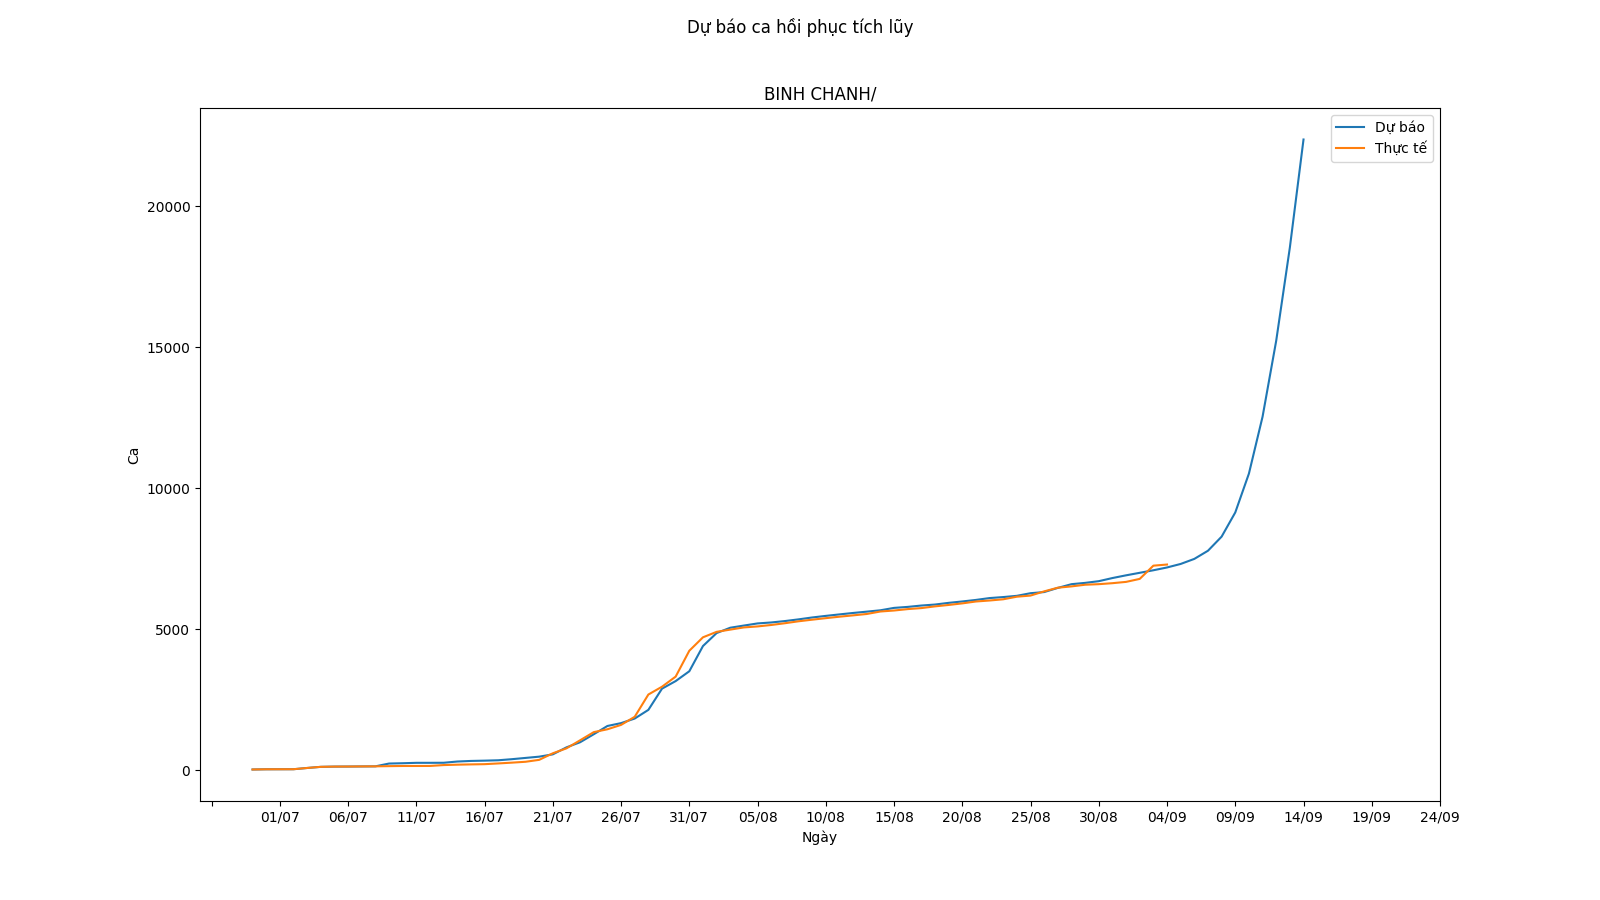 Dự báo ca hồi phục tích lũy
BINH CHANH/
Dự báo
Thực tế
20000
15000
10000
5000
0
Ca
01/07 06/07 11/07 16/07 21/07 26/07 31/07 05/08 10/08 15/08 20/08 25/08 30/08 04/09 09/09 14/09 19/09 24/09
Ngày